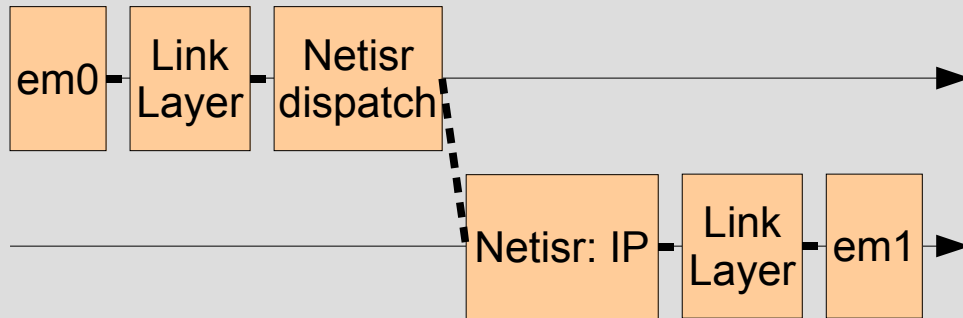 em0
Link
Layer
Netisr
dispatch
Netisr: IP
Link
Layer
em1